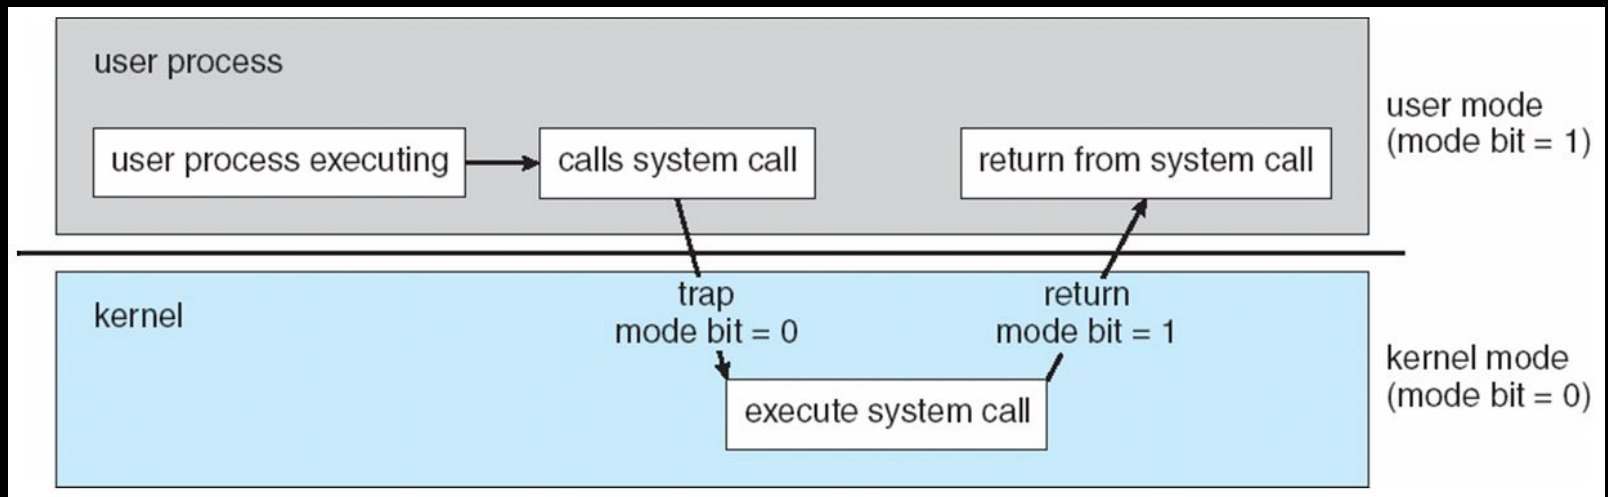 user process
user process executing
calls system call
return from system call
user mode
(mode bit = 1)
kernel
trap
mode bit = 0
return
mode bit = 1
execute system call
kernel mode
(mode bit = 0)